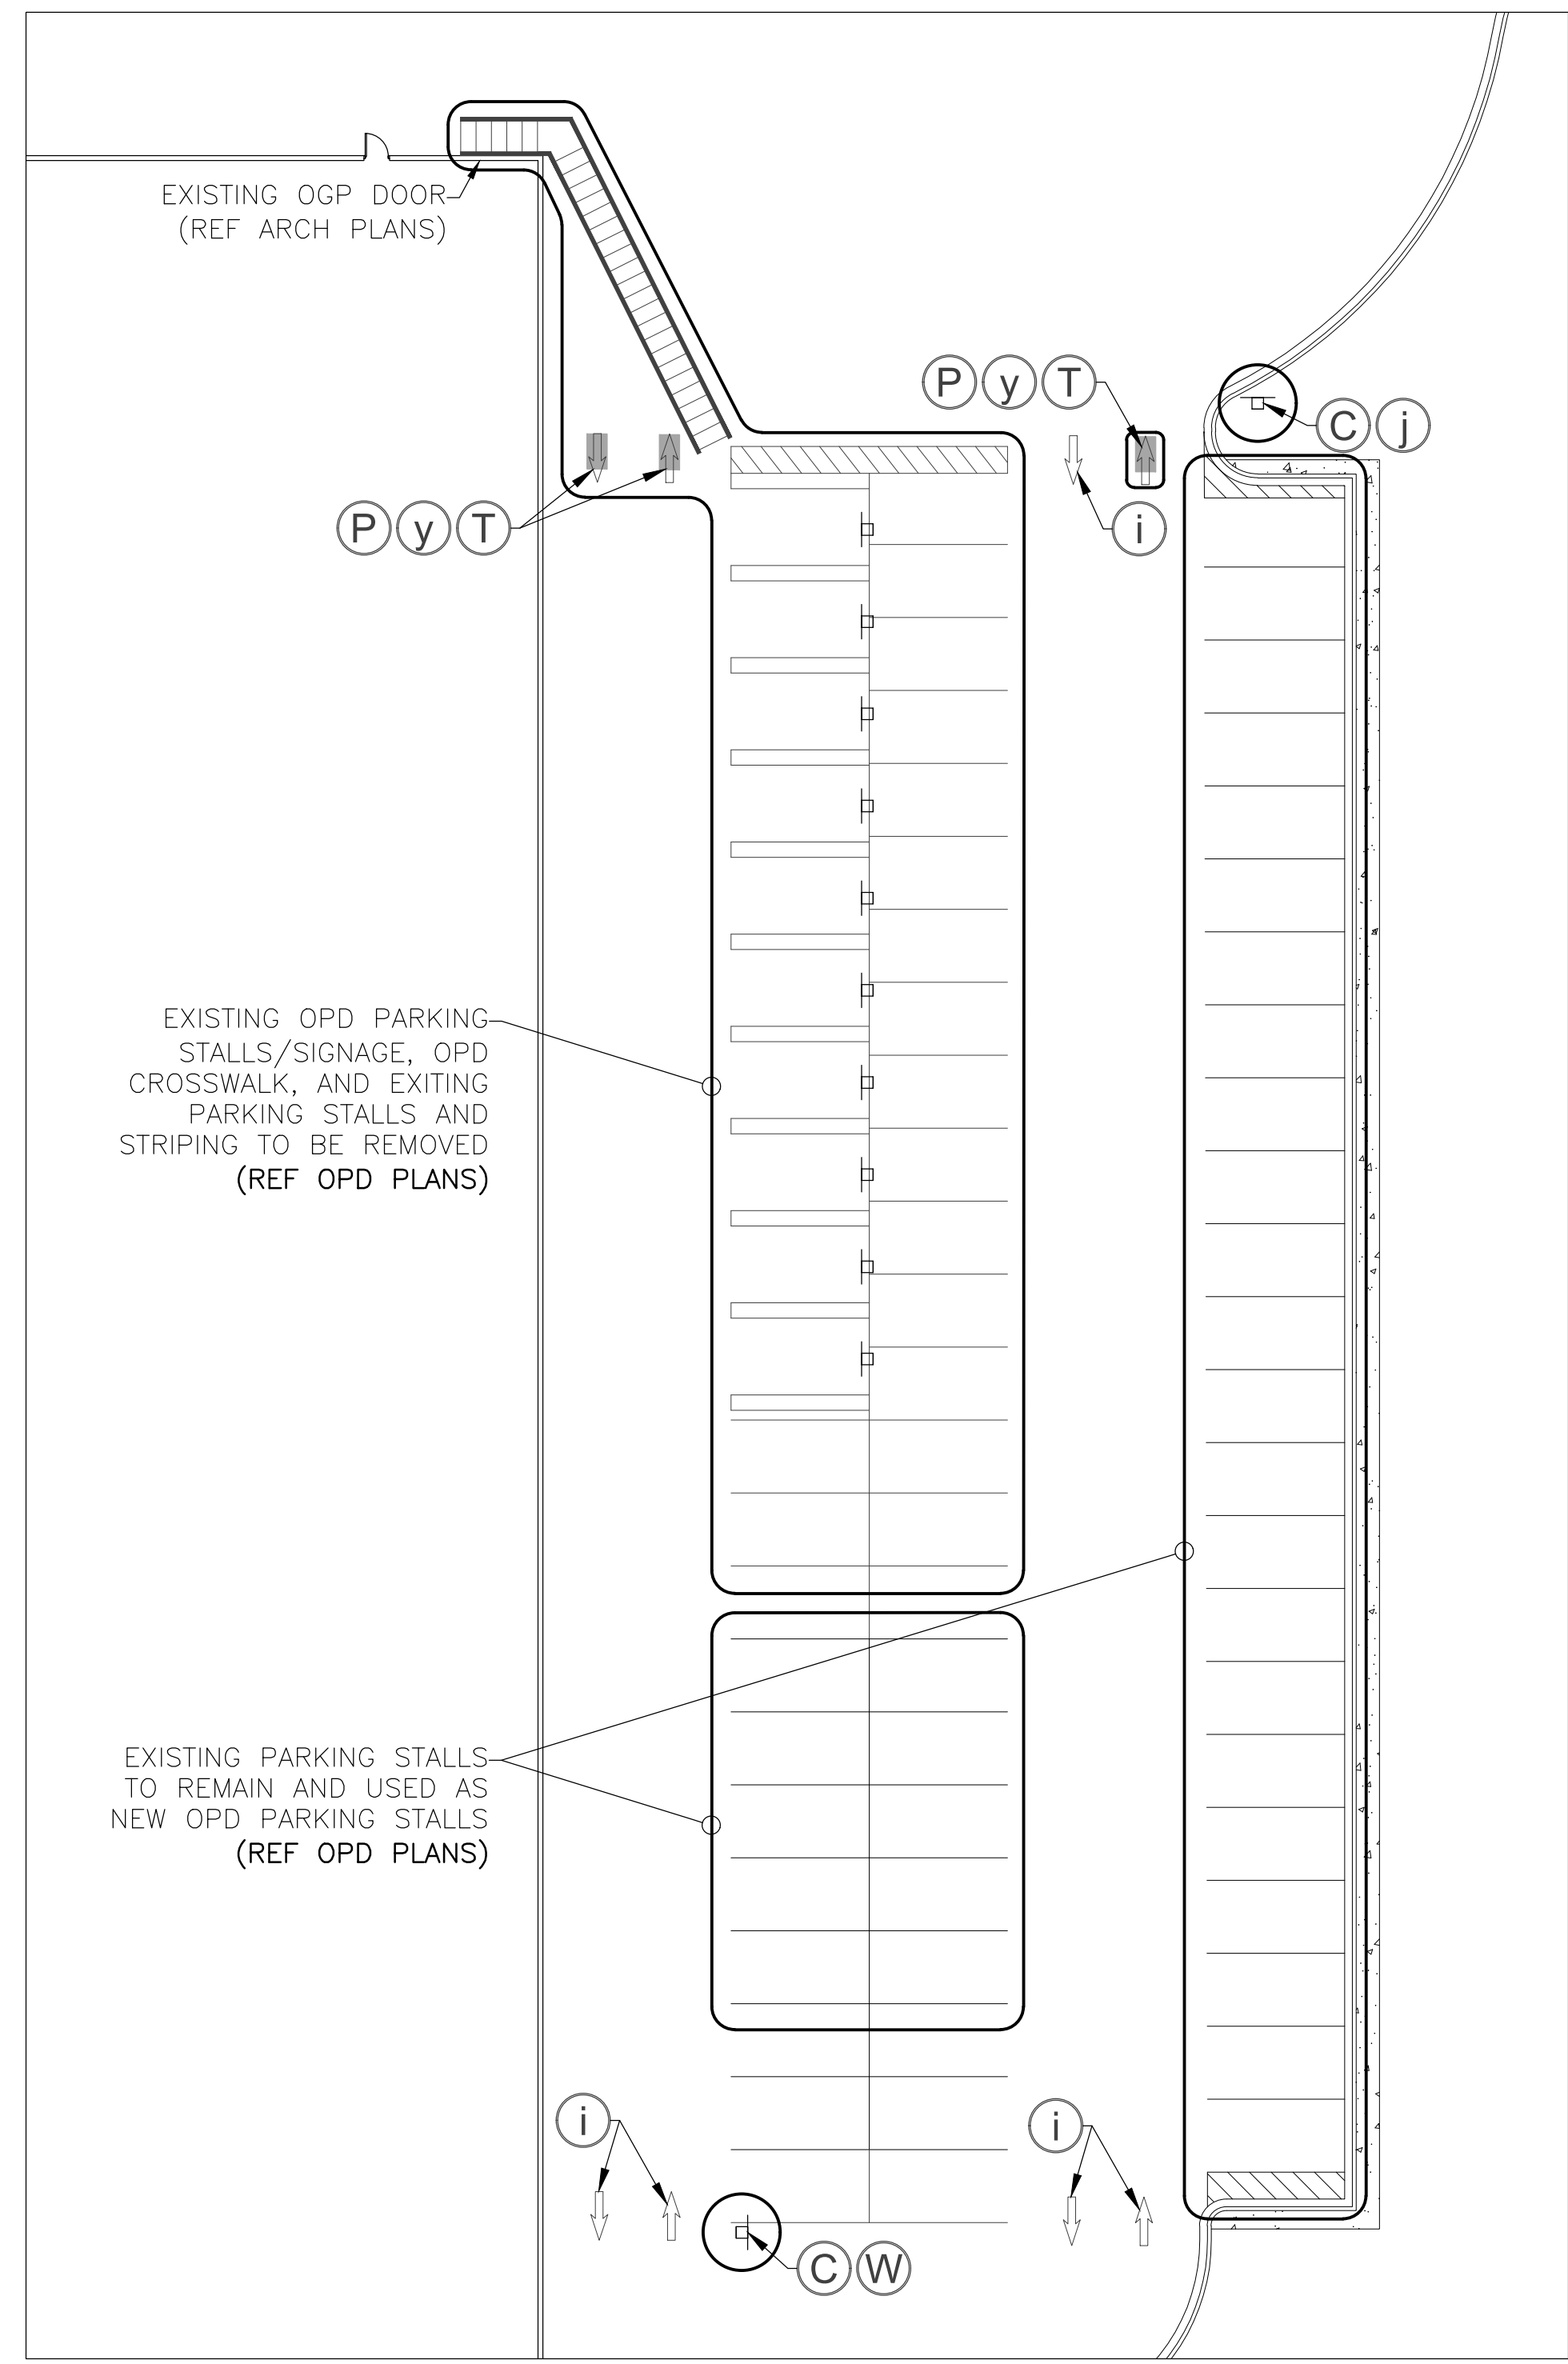 EXISTING OGP DOOR
(REF ARCH PLANS)
P y T
C j
P y T
i
EXISTING OPD PARKING
STALLS/SIGNAGE, OPD
CROSSWALK, AND EXITING
PARKING STALLS AND
STRIPING TO BE REMOVED
(REF OPD PLANS)
EXISTING PARKING STALLS
TO REMAIN AND USED AS
NEW OPD PARKING STALLS
(REF OPD PLANS)
i
i
C W